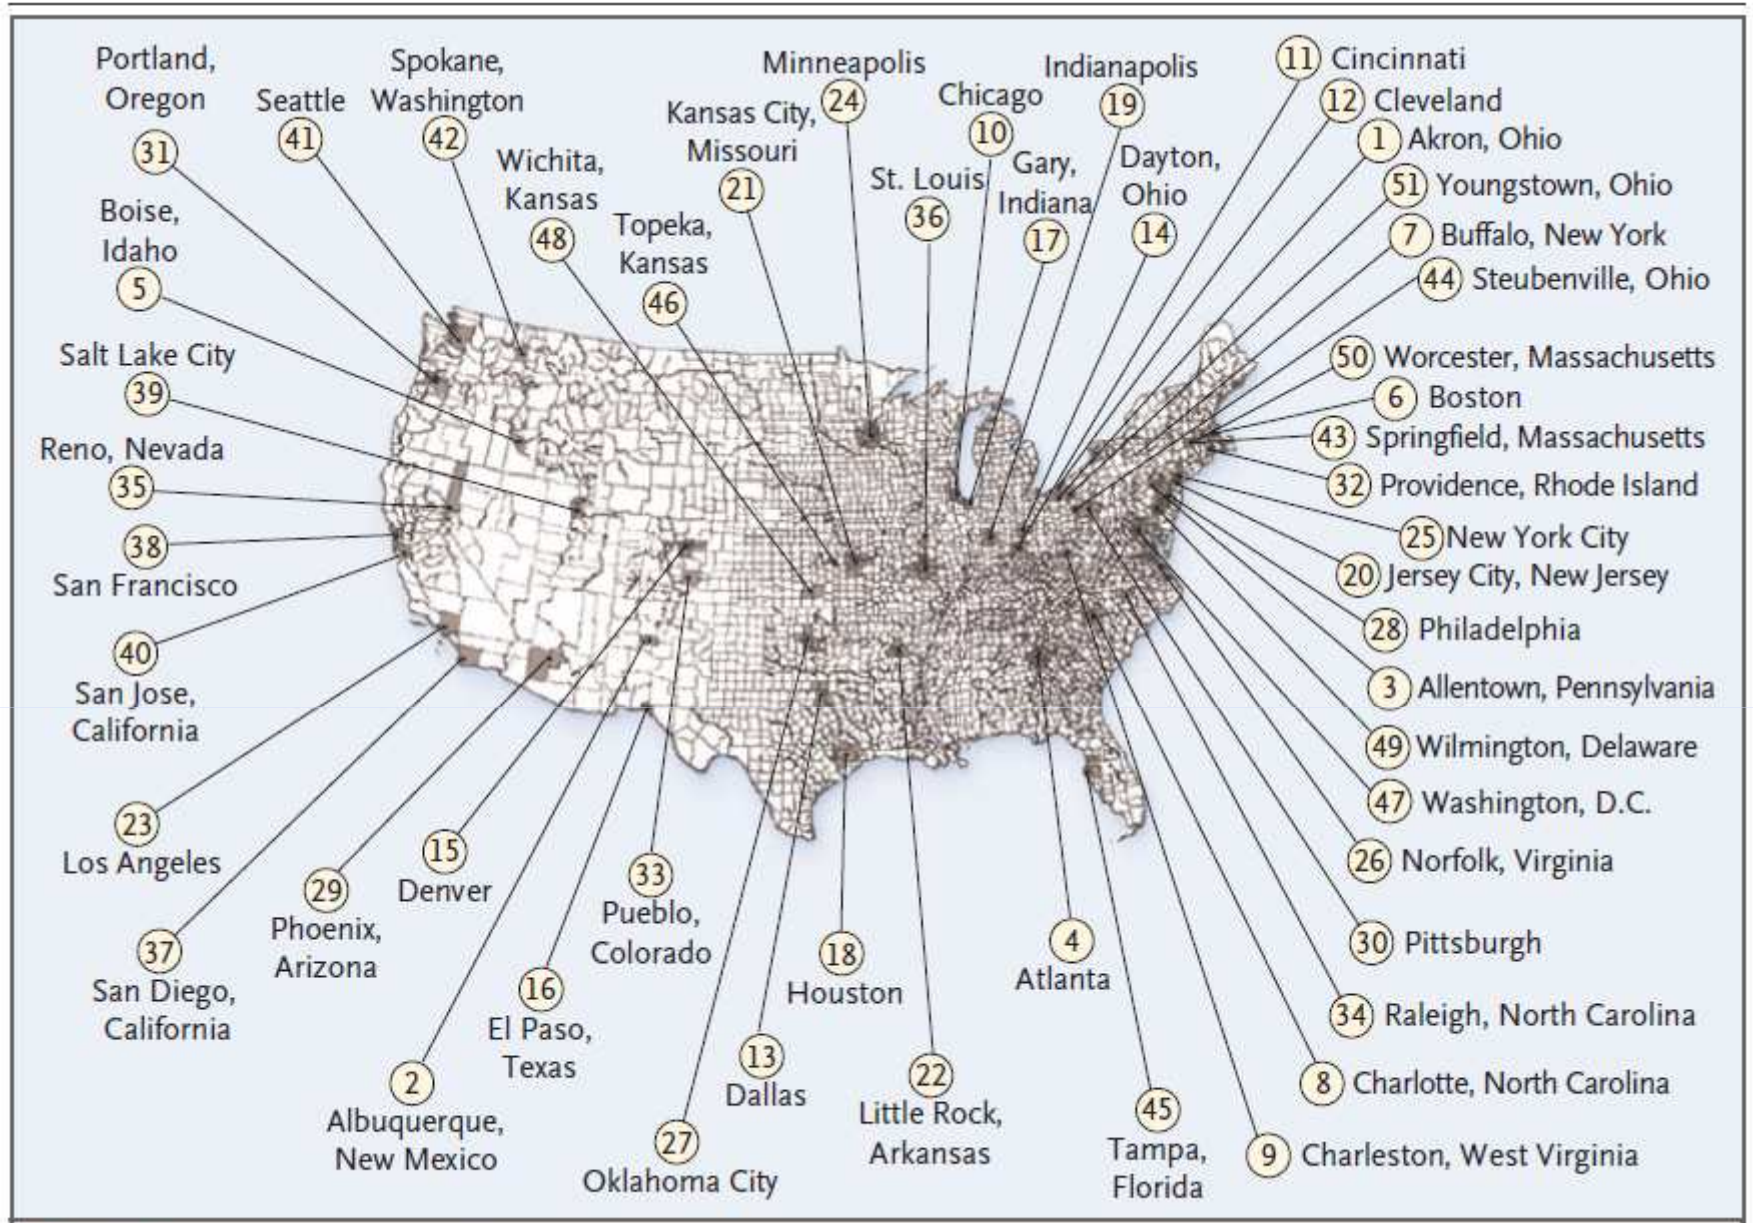 Portland,
Oregon
31
Seattle
41
Spokane,
Washington
42
Minneapolis
24
Kansas City,
Missouri
21
Wichita,
Kansas
48
Topeka,
Kansas
46
St. Louis
36
Chicago
10
Indianapolis
19
Gary,
Indiana
17
Dayton,
Ohio
14
11 Cincinnati
12 Cleveland
1 Akron, Ohio
51 Youngstown, Ohio
7 Buffalo, New York
44 Steubenville, Ohio
50 Worcester, Massachusetts
6 Boston
43 Springfield, Massachusetts
32 Providence, Rhode Island
25 New York City
20 Jersey City, New Jersey
28 Philadelphia
3 Allentown, Pennsylvania
49 Wilmington, Delaware
47 Washington, D.C.
26 Norfolk, Virginia
30 Pittsburgh
34 Raleigh, North Carolina
8 Charlotte, North Carolina
9 Charleston, West Virginia
Boise,
Idaho
5
Salt Lake City
39
Reno, Nevada
35
38
San Francisco
40
San Jose,
California
23
Los Angeles
37
San Diego,
California
29
Phoenix,
Arizona
15
Denver
2
Albuquerque,
New Mexico
16
El Paso,
Texas
33
Pueblo,
Colorado
27
Oklahoma City
13
Dallas
18
Houston
22
Little Rock,
Arkansas
4
Atlanta
45
Tampa,
Florida